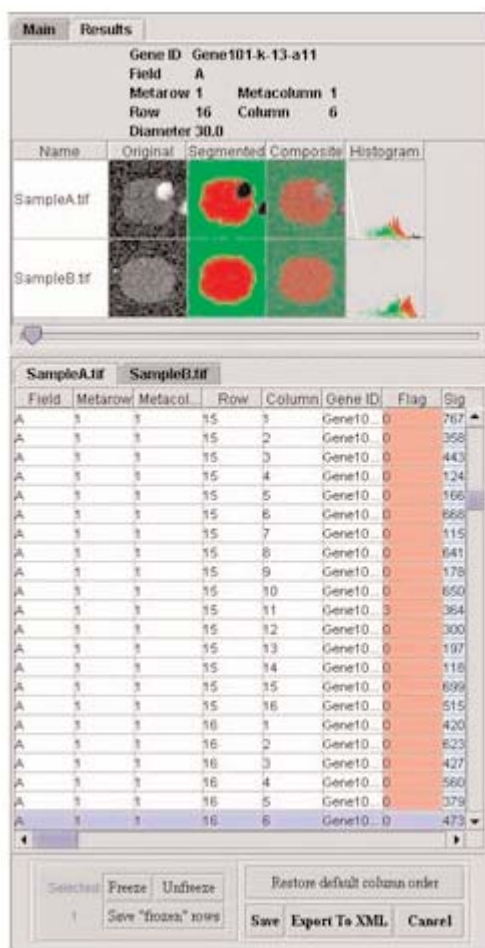 Main Results
Gene ID Gene101-k-13-a11
Field A
Metarow 1 Metacolumn 1
Row 16 Column 6
Diameter 30.0
Name Original Segmented Composite Histogram
SampleA.tif
SampleB.tif
SampleA.tif SampleB.tif
Field Metarow Metacol... Row Column Gene ID Flag Sig
A 1 1 15 1 Gene10... 0 767
A 1 1 15 2 Gene10... 0 358
A 1 1 15 3 Gene10... 0 443
A 1 1 15 4 Gene10... 0 124
A 1 1 15 5 Gene10... 0 166
A 1 1 15 6 Gene10... 0 668
A 1 1 15 7 Gene10... 0 115
A 1 1 15 8 Gene10... 0 641
A 1 1 15 9 Gene10... 0 178
A 1 1 15 10 Gene10... 0 650
A 1 1 15 11 Gene10... 3 364
A 1 1 15 12 Gene10... 0 300
A 1 1 15 13 Gene10... 0 197
A 1 1 15 14 Gene10... 0 118
A 1 1 15 15 Gene10... 0 699
A 1 1 15 16 Gene10... 0 515
A 1 1 16 1 Gene10... 0 420
A 1 1 16 2 Gene10... 0 623
A 1 1 16 3 Gene10... 0 427
A 1 1 16 4 Gene10... 0 560
A 1 1 16 5 Gene10... 0 379
A 1 1 16 6 Gene10... 0 473
Selected Freeze Unfreeze Restore default column order
1 Save "frozen" rows Save Export To XML Cancel